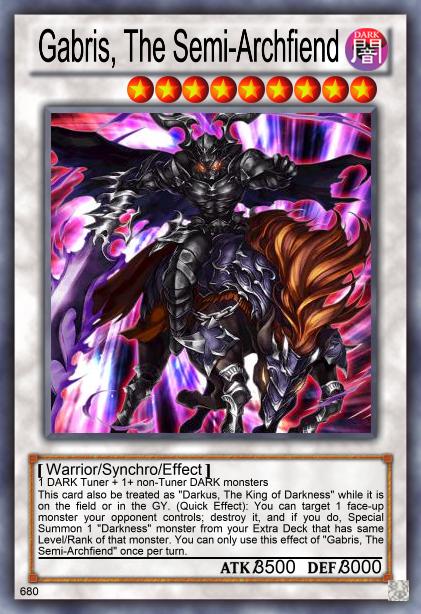 Gabris, The Semi-Archfiend
DARK
闇
[ Warrior/Synchro/Effect ]
1 DARK Tuner + 1+ non-Tuner DARK monsters
This card also be treated as "Darkus, The King of Darkness" while it is
on the field or in the GY. (Quick Effect): You can target 1 face-up
monster your opponent controls; destroy it, and if you do, Special
Summon 1 "Darkness" monster from your Extra Deck that has same
Level/Rank of that monster. You can only use this effect of "Gabris, The
Semi-Archfiend" once per turn.
ATK 3500 DEF 3000
680